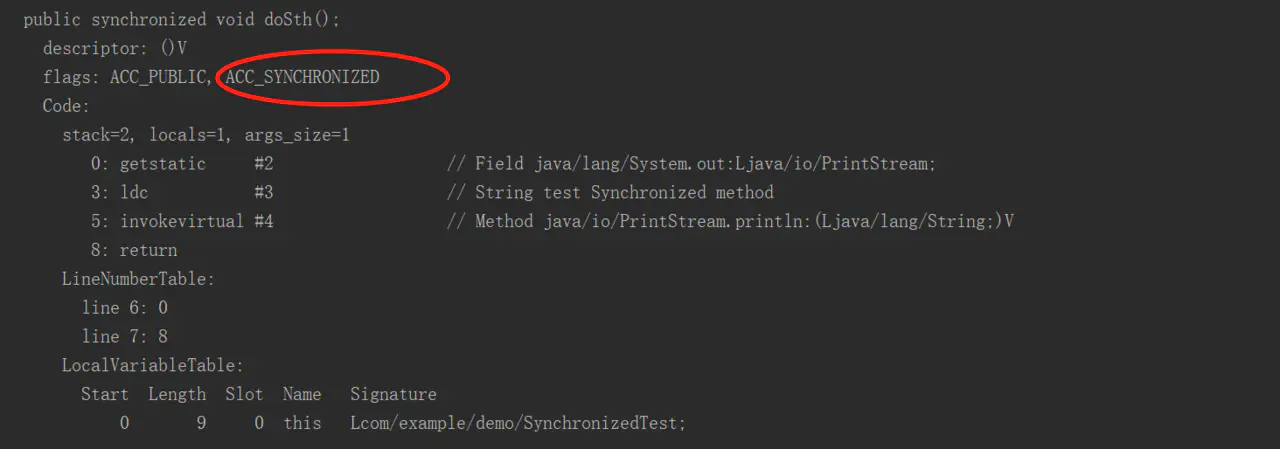 public synchronized void doSth();
descriptor: ()V
flags: ACC_PUBLIC, ACC_SYNCHRONIZED
Code:
stack=2, locals=1, args_size=1
0: getstatic #2 // Field java/lang/System.out:Ljava/io/PrintStream;
3: ldc #3 // String test Synchronized method
5: invokevirtual #4 // Method java/io/PrintStream.println:(Ljava/lang/String;)V
8: return
LineNumberTable:
line 6: 0
line 7: 8
LocalVariableTable:
Start Length Slot Name Signature
0 9 0 this Lcom/example/demo/SynchronizedTest;